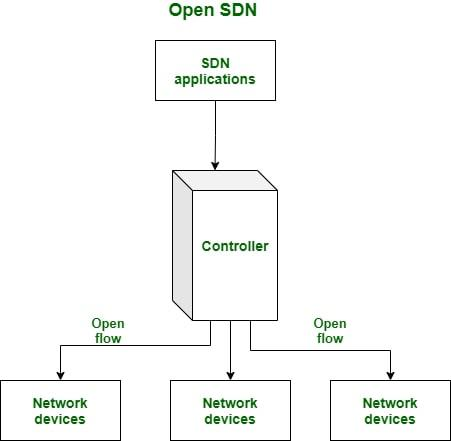 Open SDN
SDN
applications
Controller
Open
flow
Open
flow
Network
devices
Network
devices
Network
devices